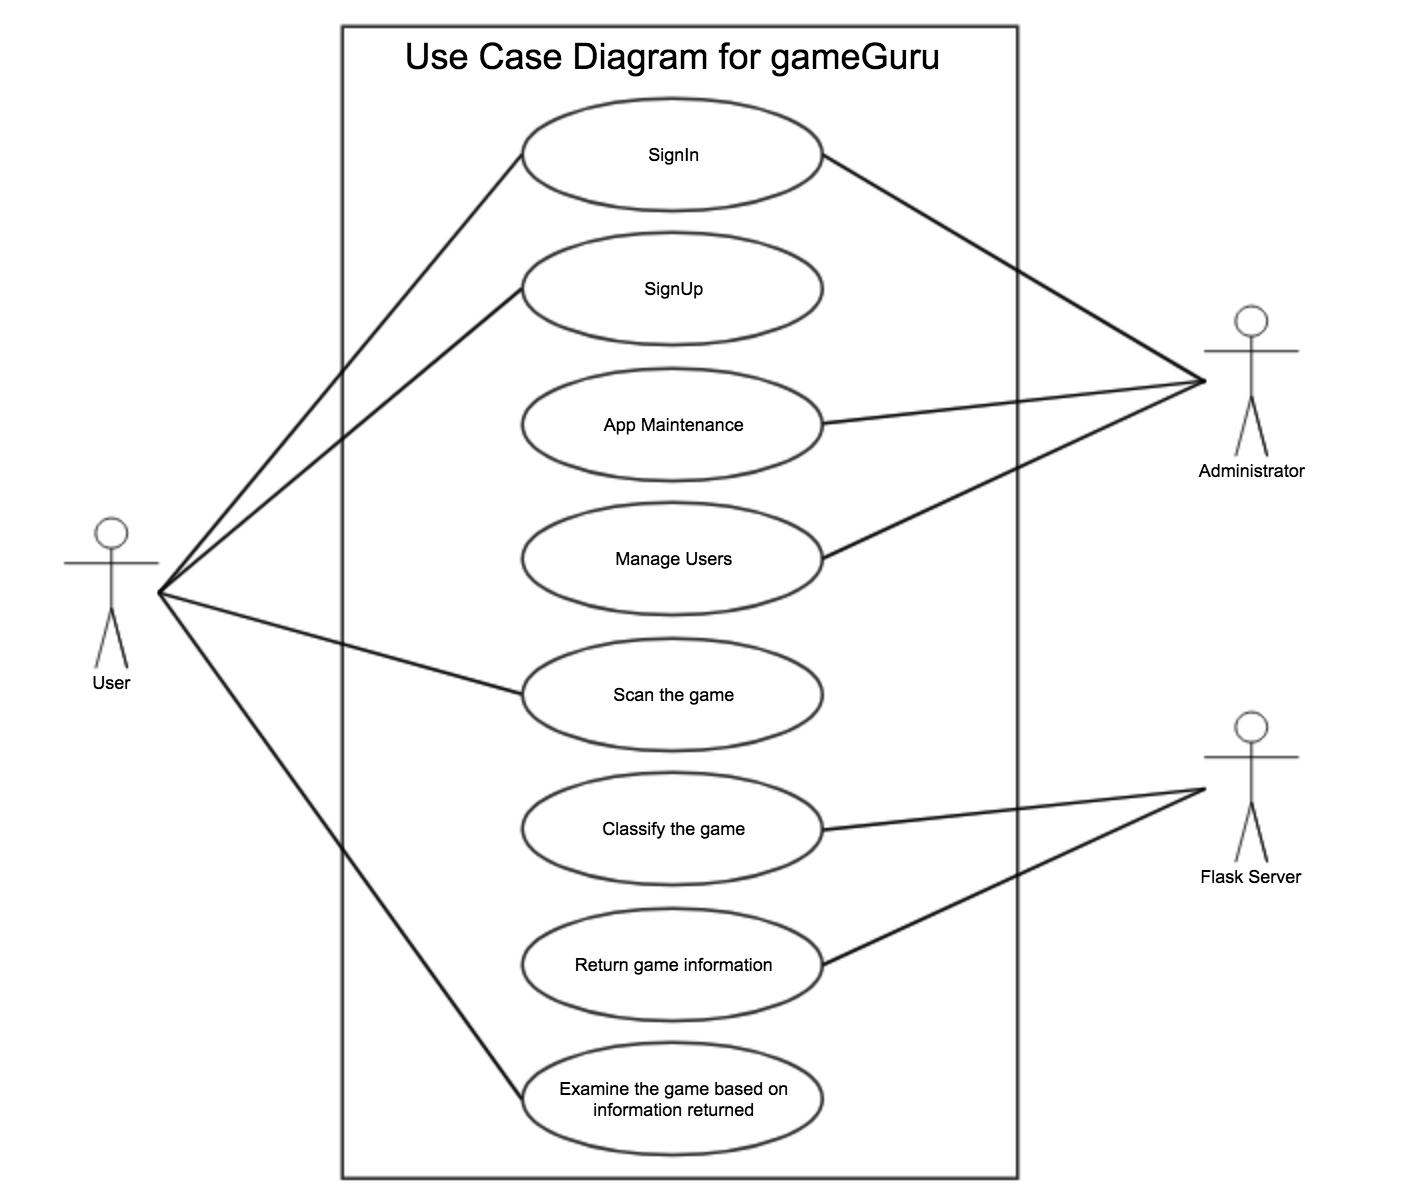 Use Case Diagram for gameGuru
SignIn
SignUp
App Maintenance
Administrator
Manage Users
User
Scan the game
Classify the game
Flask Server
Return game information
Examine the game based on
information returned